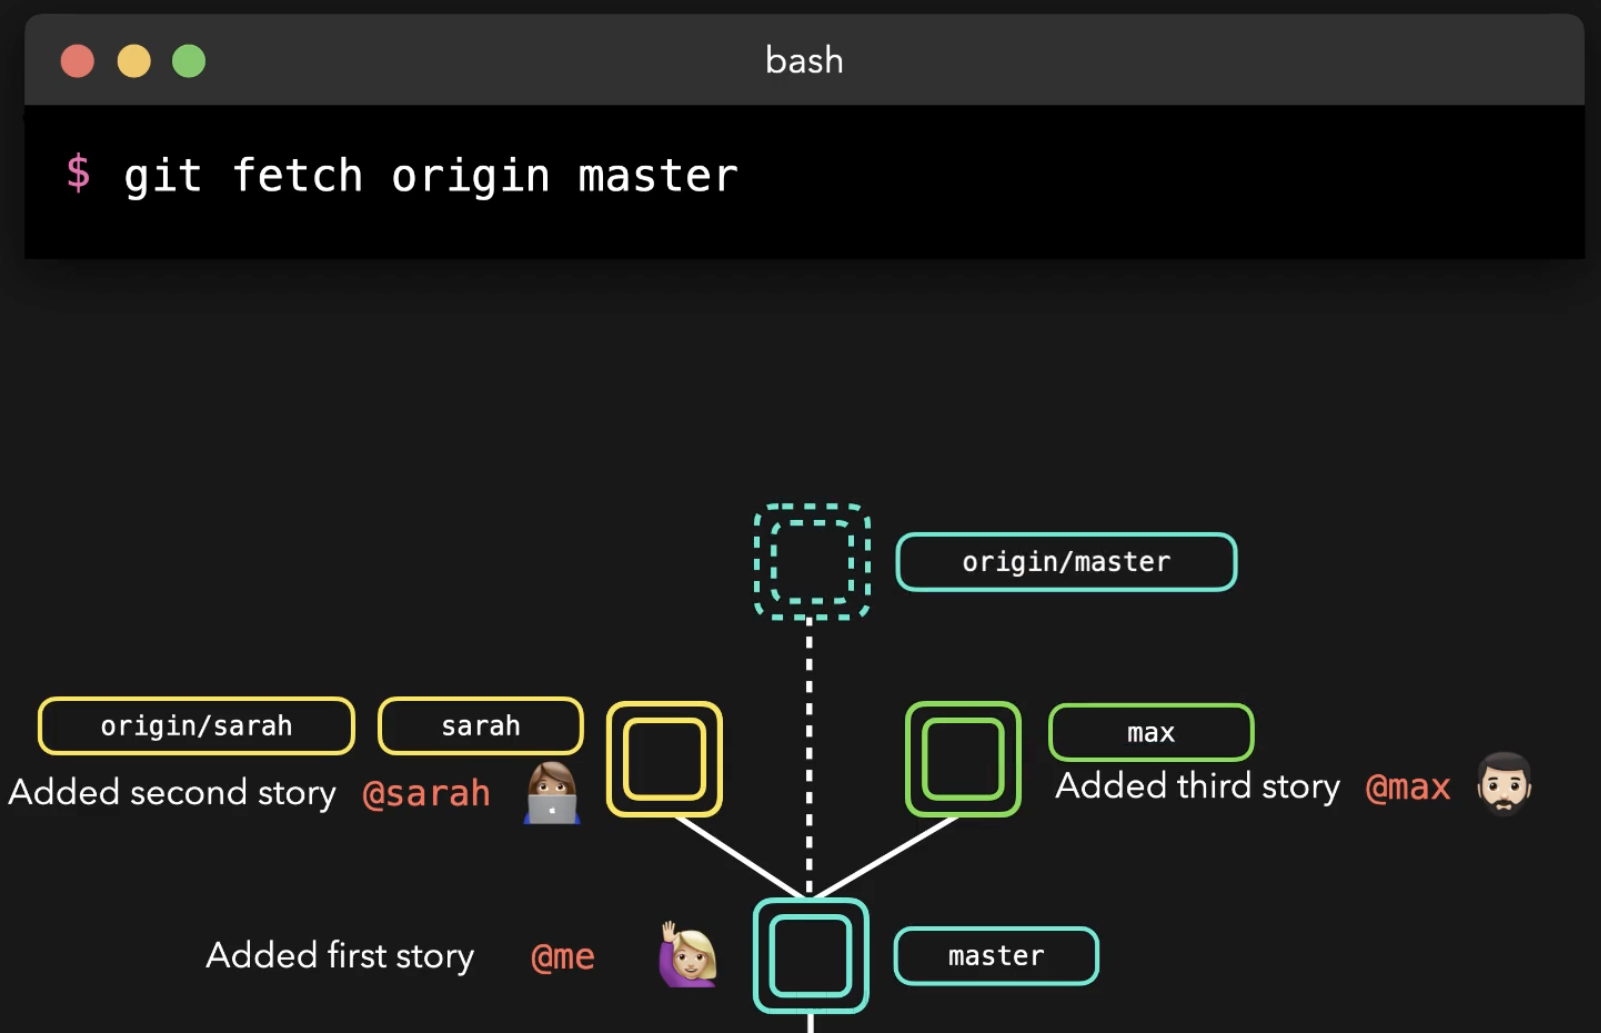 bash
$ git fetch origin master
origin/master
origin/sarah
sarah
max
Added second story @sarah
Added third story @max
Added first story @me
master